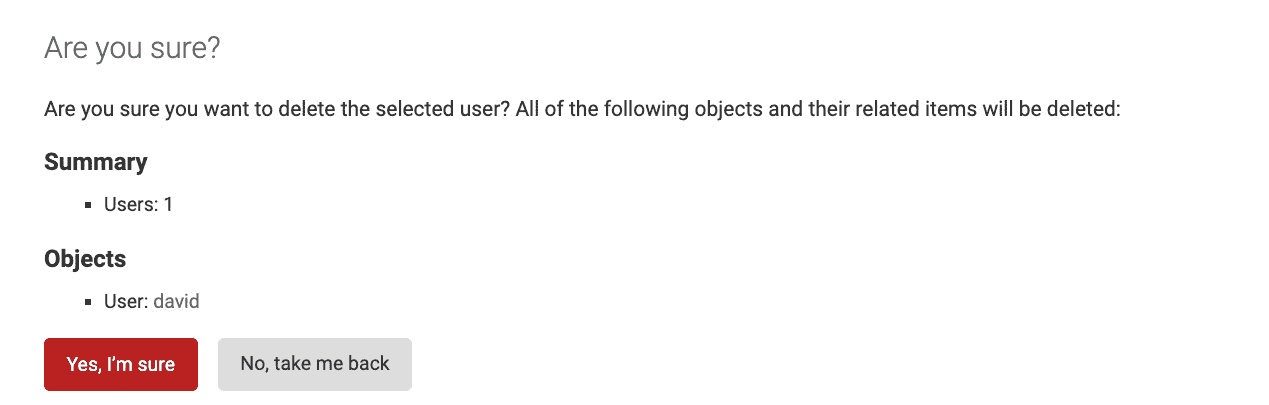 Are you sure?
Are you sure you want to delete the selected user? All of the following objects and their related items will be deleted:
Summary
▪ Users: 1
Objects
▪ User: david
Yes, I’m sure
No, take me back